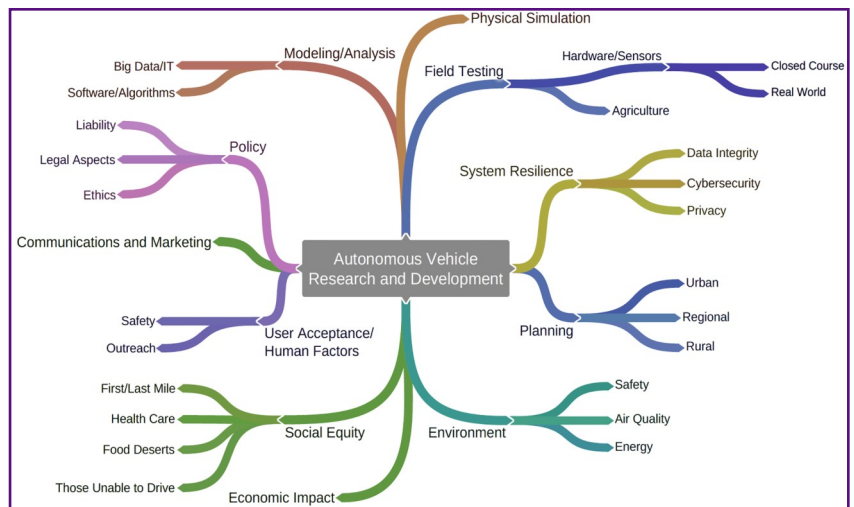 Physical Simulation
Modeling/Analysis
Big Data/IT
Software/Algorithms
Field Testing
Hardware/Sensors
Closed Course
Real World
Agriculture
Policy
Liability
Legal Aspects
Ethics
System Resilience
Data Integrity
Cybersecurity
Privacy
Communications and Marketing
Autonomous Vehicle
Research and Development
User Acceptance/
Human Factors
Safety
Outreach
Planning
Urban
Regional
Rural
Social Equity
First/Last Mile
Health Care
Food Deserts
Those Unable to Drive
Environment
Safety
Air Quality
Energy
Economic Impact